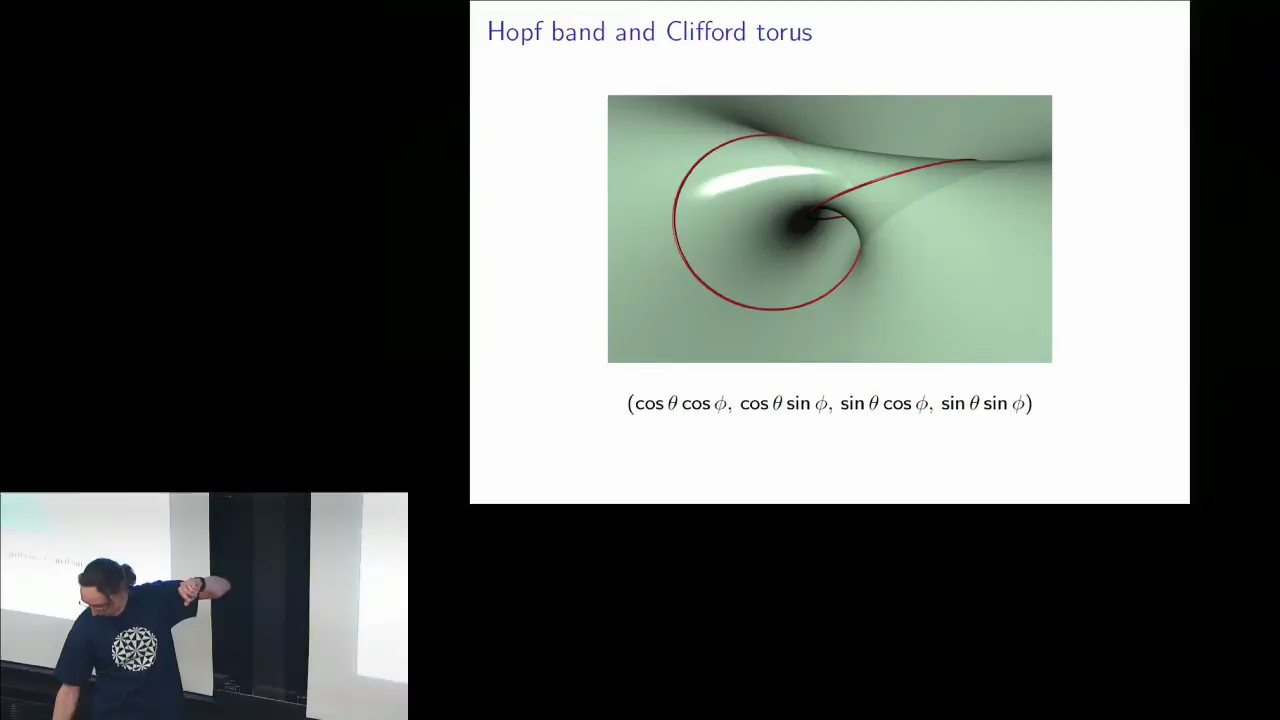 Hopf band and Clifford torus
(cos θ cos ϕ, cos θ sin ϕ, sin θ cos ϕ, sin θ sin ϕ)